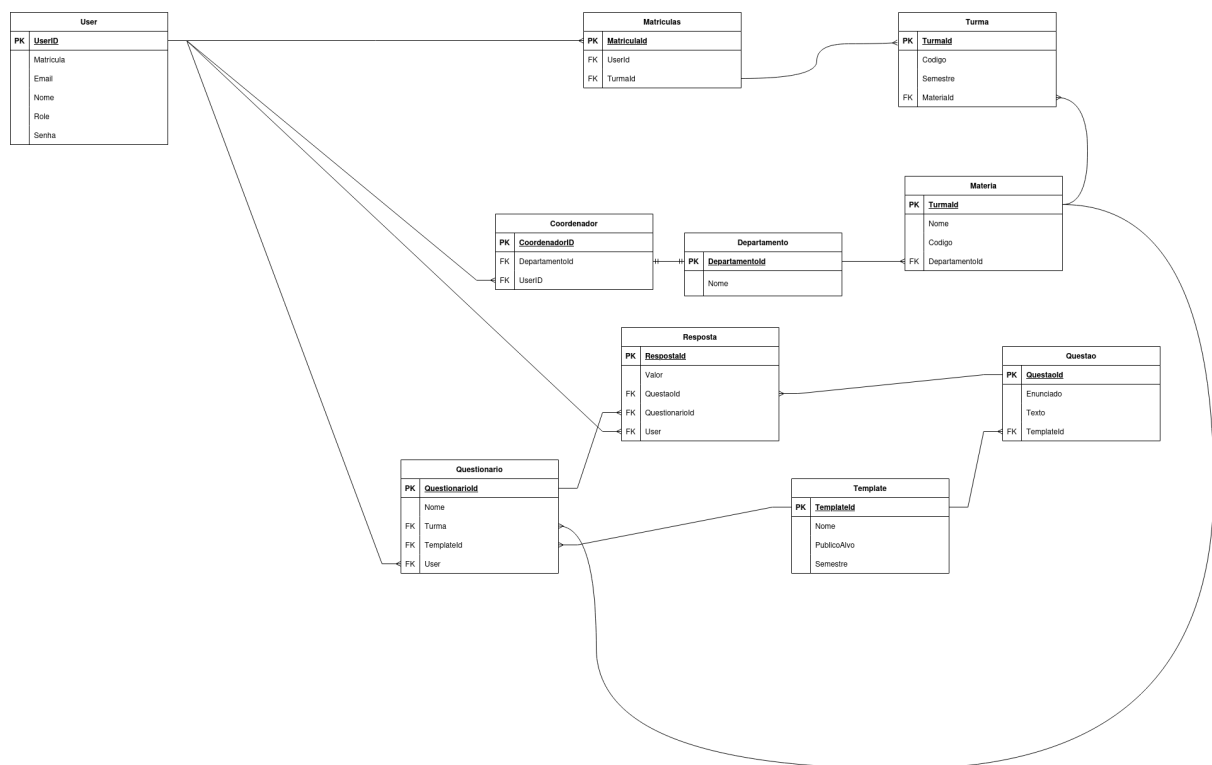 User
PK UserID
Matrícula
Email
Nome
Role
Senha
Matriculas
PK MatriculaId
FK UserId
FK TurmaId
Turma
PK TurmaId
Codigo
Semestre
FK MateriaId
Materia
PK TurmaId
Nome
Codigo
FK DepartamentoId
Coordenador
PK CoordenadorID
FK DepartamentoId
FK UserID
Departamento
PK DepartamentoId
Nome
Resposta
PK RespostaId
Valor
FK QuestaoId
FK QuestionarioId
FK User
Questao
PK QuestaoId
Enunciado
Texto
FK TemplateId
Questionario
PK QuestionarioId
Nome
FK Turma
FK TemplateId
FK User
Template
PK TemplateId
Nome
PublicoAlvo
Semestre